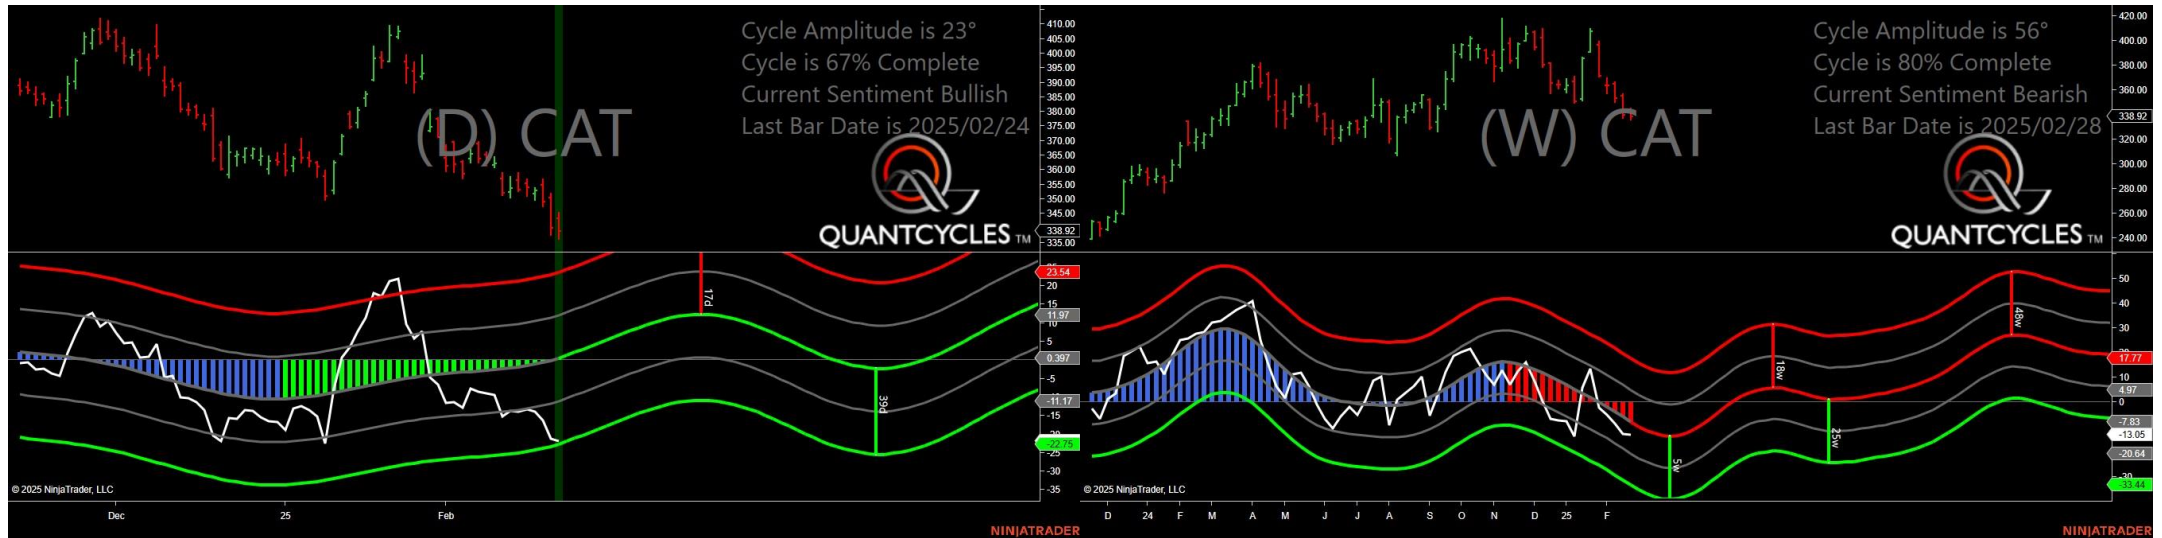 Cycle Amplitude is 23°
Cycle is 67% Complete
Current Sentiment Bullish
Last Bar Date is 2025/02/24
(D) CAT
QUANTCYCLES TM
410.00
405.00
400.00
395.00
390.00
385.00
380.00
375.00
370.00
365.00
360.00
355.00
350.00
345.00
338.92
335.00
23.54
20
15
11.97
10
5
0.397
-5
-11.17
-15
-22.75
-25
-30
-35
17d
39d
© 2025 NinjaTrader, LLC
Dec
25
Feb
NINJATRADER
Cycle Amplitude is 56°
Cycle is 80% Complete
Current Sentiment Bearish
Last Bar Date is 2025/02/28
(W) CAT
QUANTCYCLES TM
420.00
400.00
380.00
360.00
338.92
320.00
300.00
280.00
260.00
240.00
50
40
30
17.77
10
4.97
0
-7.83
-13.05
-20.64
-33.44
5w
18w
25w
48w
© 2025 NinjaTrader, LLC
D
24
F
M
A
M
J
J
A
S
O
N
D
25
F
NINJATRADER